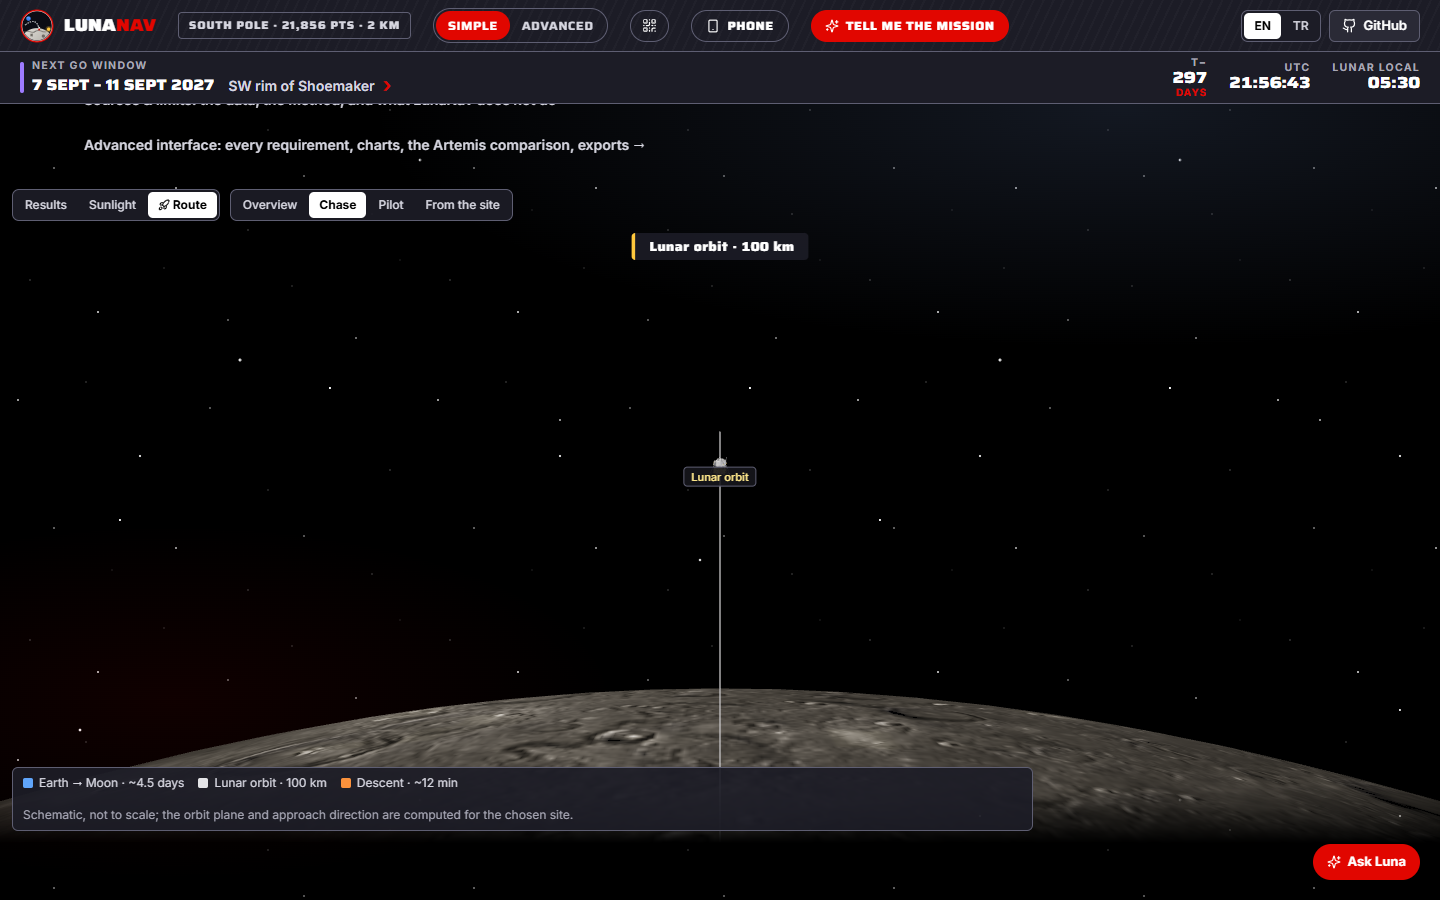 LUNANAV
SOUTH POLE · 21,856 PTS · 2 KM
SIMPLE
ADVANCED
PHONE
TELL ME THE MISSION
EN
TR
GitHub
NEXT GO WINDOW
7 SEPT – 11 SEPT 2027
SW rim of Shoemaker
T−
297
DAYS
UTC
21:56:43
LUNAR LOCAL
05:30
Advanced interface: every requirement, charts, the Artemis comparison, exports →
Results
Sunlight
Route
Overview
Chase
Pilot
From the site
Lunar orbit · 100 km
Lunar orbit
Earth → Moon · ~4.5 days
Lunar orbit · 100 km
Descent · ~12 min
Schematic, not to scale; the orbit plane and approach direction are computed for the chosen site.
Ask Luna